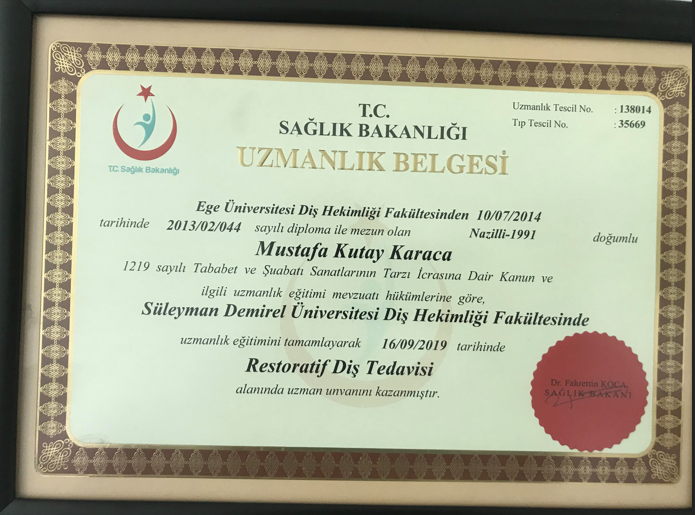 T.C.
SAĞLIK BAKANLIĞI
UZMANLIK BELGESİ
Uzmanlık Tescil No. : 138014
Tıp Tescil No. : 35669
T.C. Sağlık Bakanlığı
Ege Üniversitesi Diş Hekimliği Fakültesinden 10/07/2014
tarihinde 2013/02/044 sayılı diploma ile mezun olan Nazilli-1991 doğumlu
Mustafa Kutay Karaca
1219 sayılı Tababet ve Şuabatı Sanatlarının Tarzı İcrasına Dair Kanun ve
ilgili uzmanlık eğitimi mevzuatı hükümlerine göre,
Süleyman Demirel Üniversitesi Diş Hekimliği Fakültesinde
uzmanlık eğitimini tamamlayarak 16/09/2019 tarihinde
Restoratif Diş Tedavisi
alanında uzman unvanını kazanmıştır.
Dr. Fahrettin KOCA
SAĞLIK BAKANI